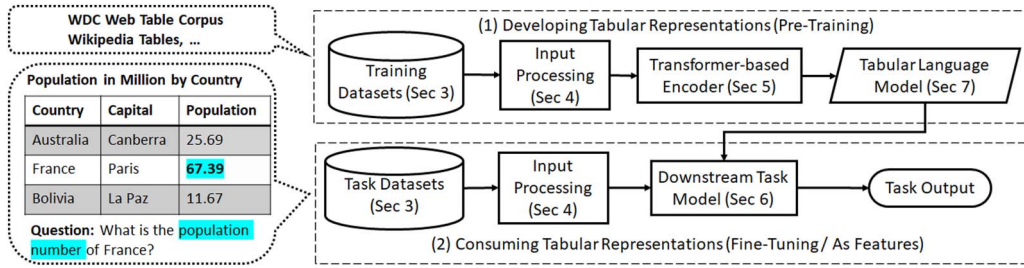 WDC Web Table Corpus
Wikipedia Tables, ...
Population in Million by Country
Country Capital Population
Australia Canberra 25.69
France Paris 67.39
Bolivia La Paz 11.67
Question: What is the population
number of France?
(1) Developing Tabular Representations (Pre-Training)
Training
Datasets (Sec 3)
Input
Processing
(Sec 4)
Transformer-based
Encoder (Sec 5)
Tabular Language
Model (Sec 7)
Task Datasets
(Sec 3)
Input
Processing
(Sec 4)
Downstream Task
Model (Sec 6)
Task Output
(2) Consuming Tabular Representations (Fine-Tuning / As Features)